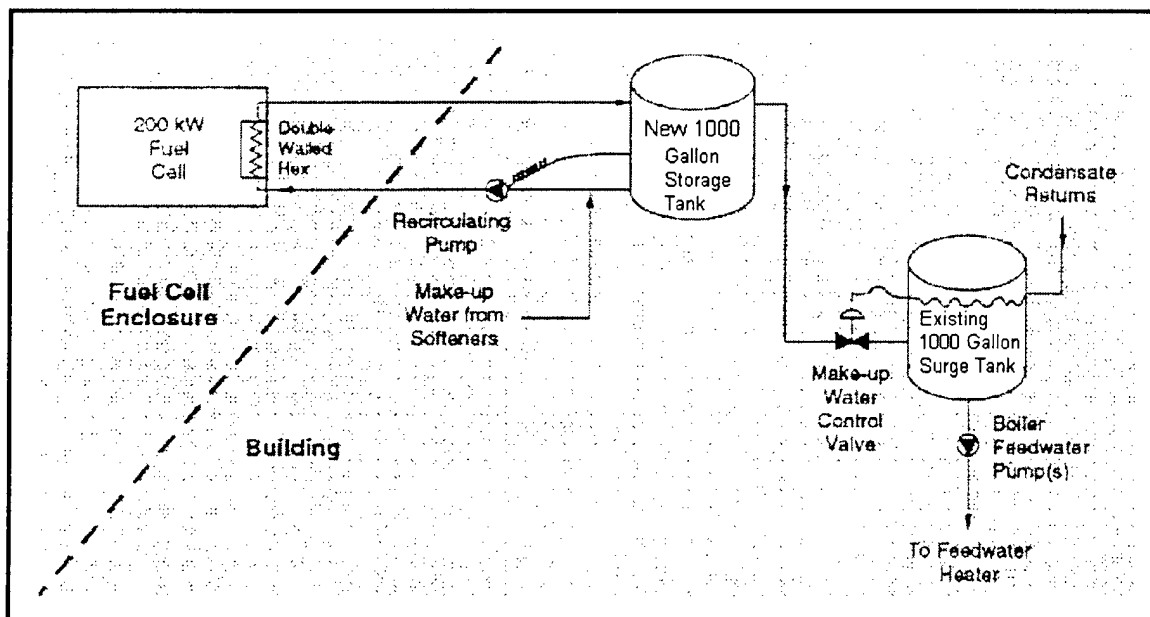 200 kW
Fuel
Cell
Double
Walled
Hex
New 1000
Gallon
Storage
Tank
Condensate
Returns
Recirculating
Pump
Fuel Cell
Enclosure
Make-up
Water from
Softeners
Existing
1000 Gallon
Surge Tank
Make-up
Water
Control
Valve
Building
Boiler
Feedwater
Pump(s)
To Feedwater
Heater